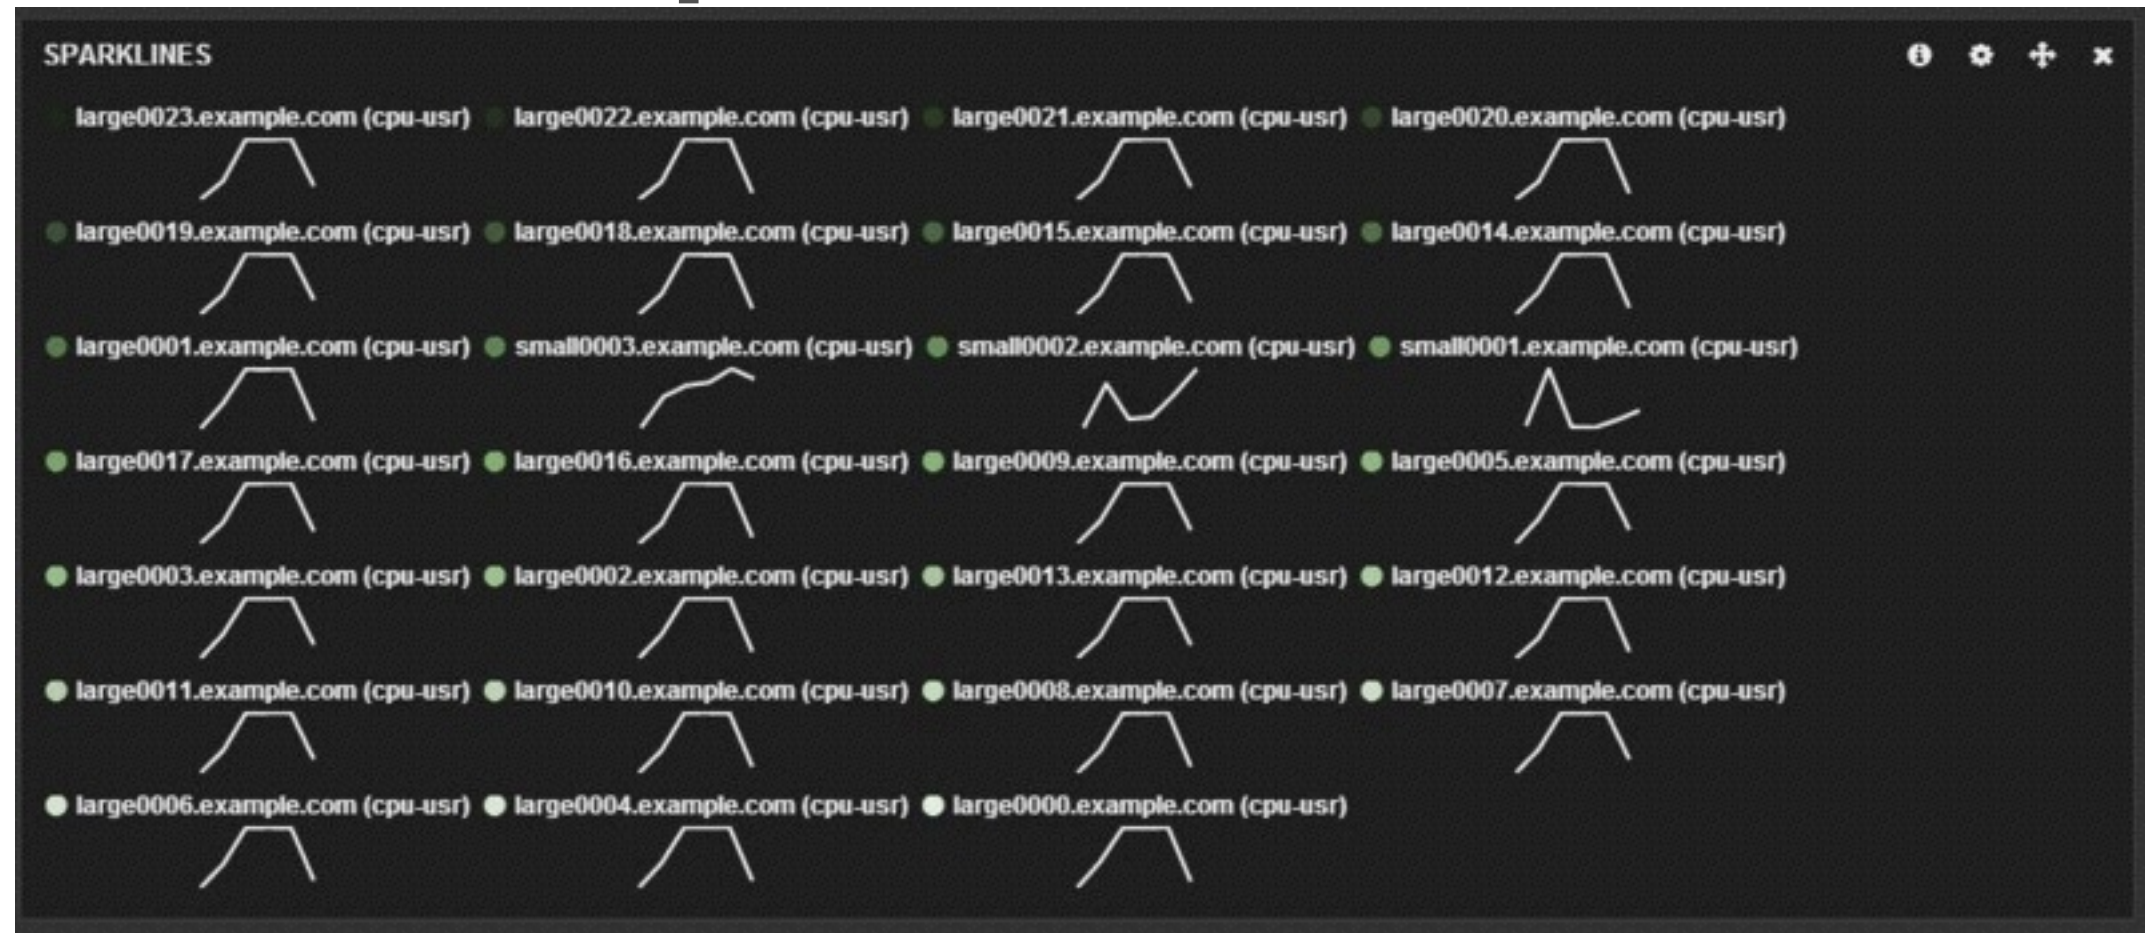 SPARKLINES
large0023.example.com (cpu-usr) large0022.example.com (cpu-usr) large0021.example.com (cpu-usr) large0020.example.com (cpu-usr)
large0019.example.com (cpu-usr) large0018.example.com (cpu-usr) large0015.example.com (cpu-usr) large0014.example.com (cpu-usr)
large0001.example.com (cpu-usr) small0003.example.com (cpu-usr) small0002.example.com (cpu-usr) small0001.example.com (cpu-usr)
large0017.example.com (cpu-usr) large0016.example.com (cpu-usr) large0009.example.com (cpu-usr) large0005.example.com (cpu-usr)
large0003.example.com (cpu-usr) large0002.example.com (cpu-usr) large0013.example.com (cpu-usr) large0012.example.com (cpu-usr)
large0011.example.com (cpu-usr) large0010.example.com (cpu-usr) large0008.example.com (cpu-usr) large0007.example.com (cpu-usr)
large0006.example.com (cpu-usr) large0004.example.com (cpu-usr) large0000.example.com (cpu-usr)